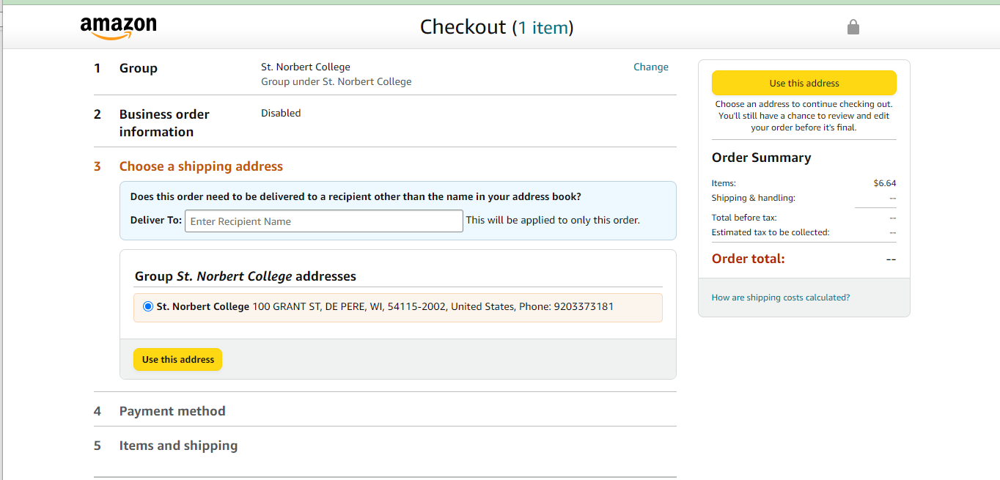 amazon
Checkout (1 item)
1 Group
St. Norbert College
Change
Group under St. Norbert College
2 Business order
information
Disabled
3 Choose a shipping address
Does this order need to be delivered to a recipient other than the name in your address book?
Deliver To: Enter Recipient Name This will be applied to only this order.
Group St. Norbert College addresses
St. Norbert College 100 GRANT ST, DE PERE, WI, 54115-2002, United States, Phone: 9203373181
Use this address
4 Payment method
5 Items and shipping
Use this address
Choose an address to continue checking out.
You'll still have a chance to review and edit
your order before it's final.
Order Summary
Items: $6.64
Shipping & handling: --
Total before tax: --
Estimated tax to be collected: --
Order total: --
How are shipping costs calculated?